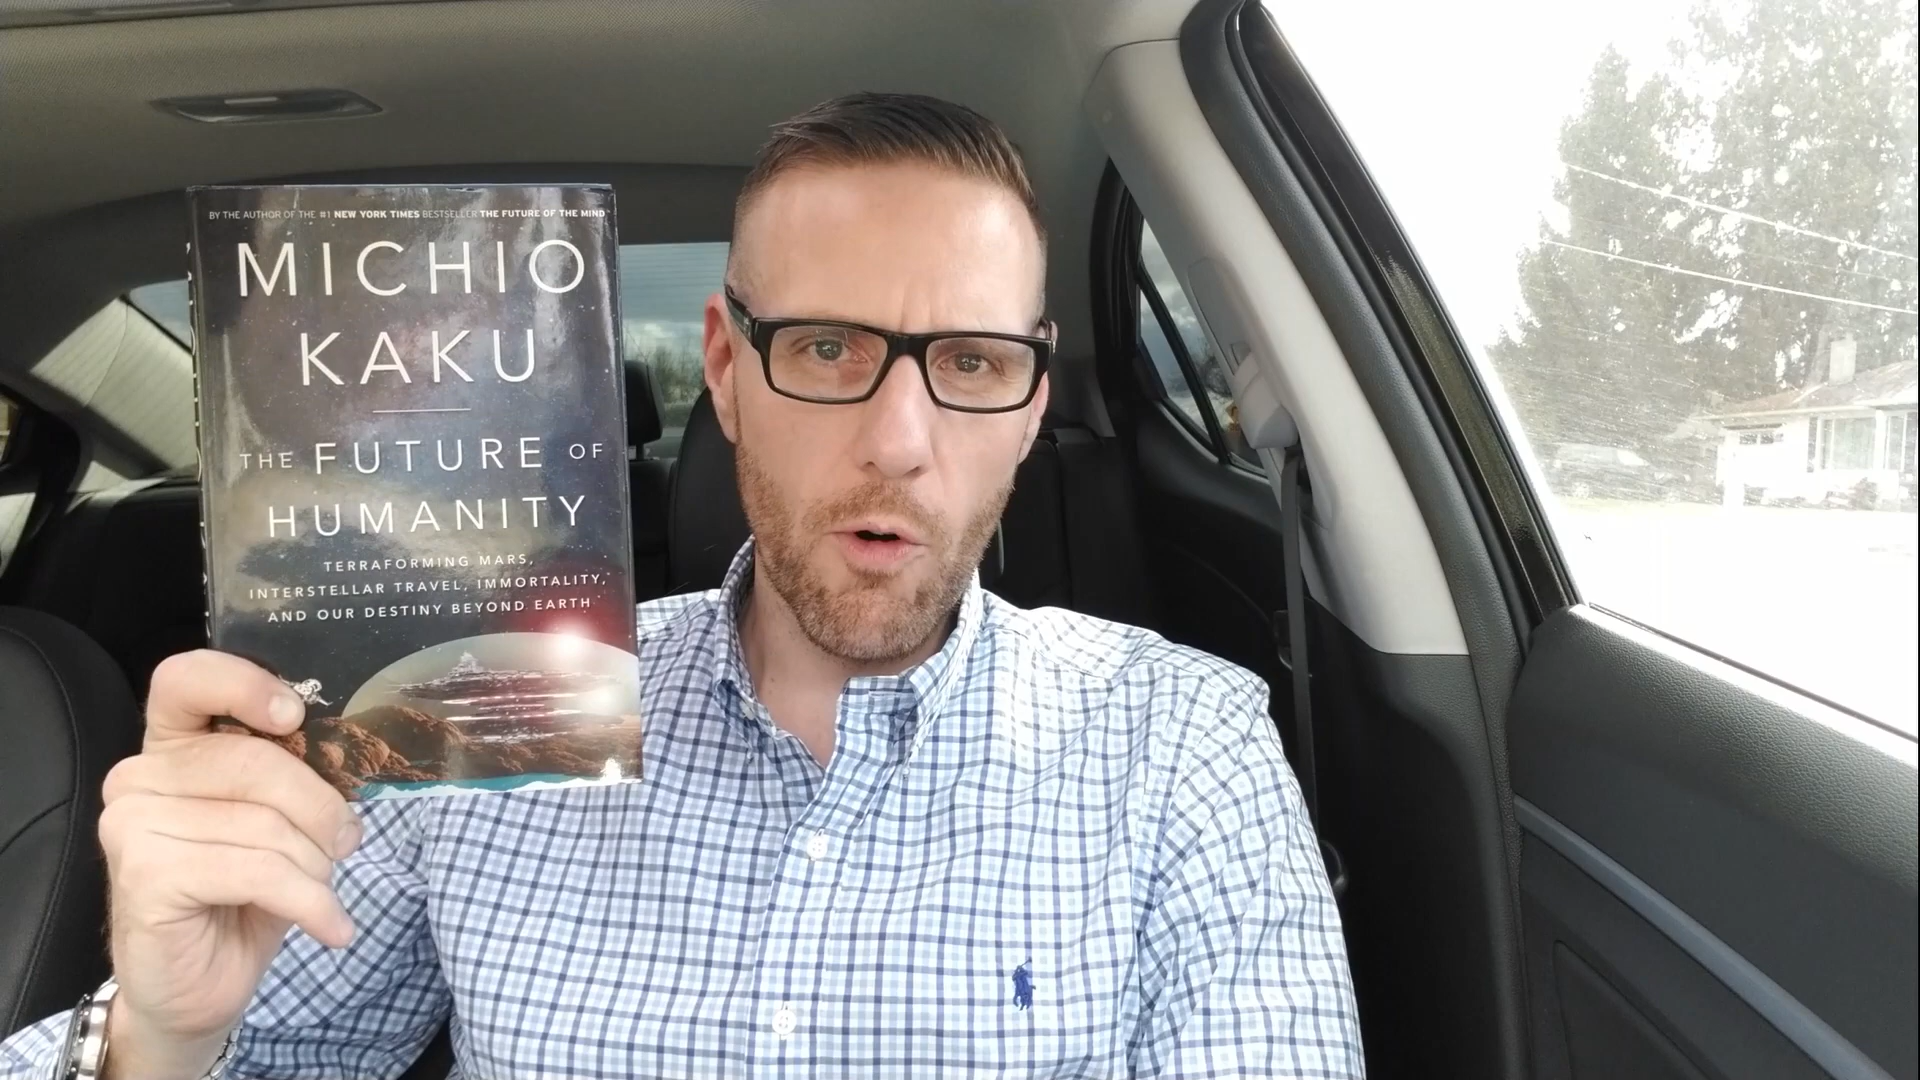 BY THE AUTHOR OF THE #1 NEW YORK TIMES BESTSELLER THE FUTURE OF THE MIND
MICHIO
KAKU
THE FUTURE OF
HUMANITY
TERRAFORMING MARS,
INTERSTELLAR TRAVEL, IMMORTALITY,
AND OUR DESTINY BEYOND EARTH